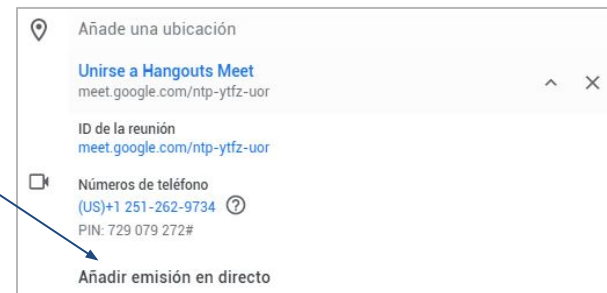 Añade una ubicación
Unirse a Hangouts Meet
meet.google.com/ntp-ytfz-uor
ID de la reunión
meet.google.com/ntp-ytfz-uor
Números de teléfono
(US)+1 251-262-9734
PIN: 729 079 272#
Añadir emisión en directo